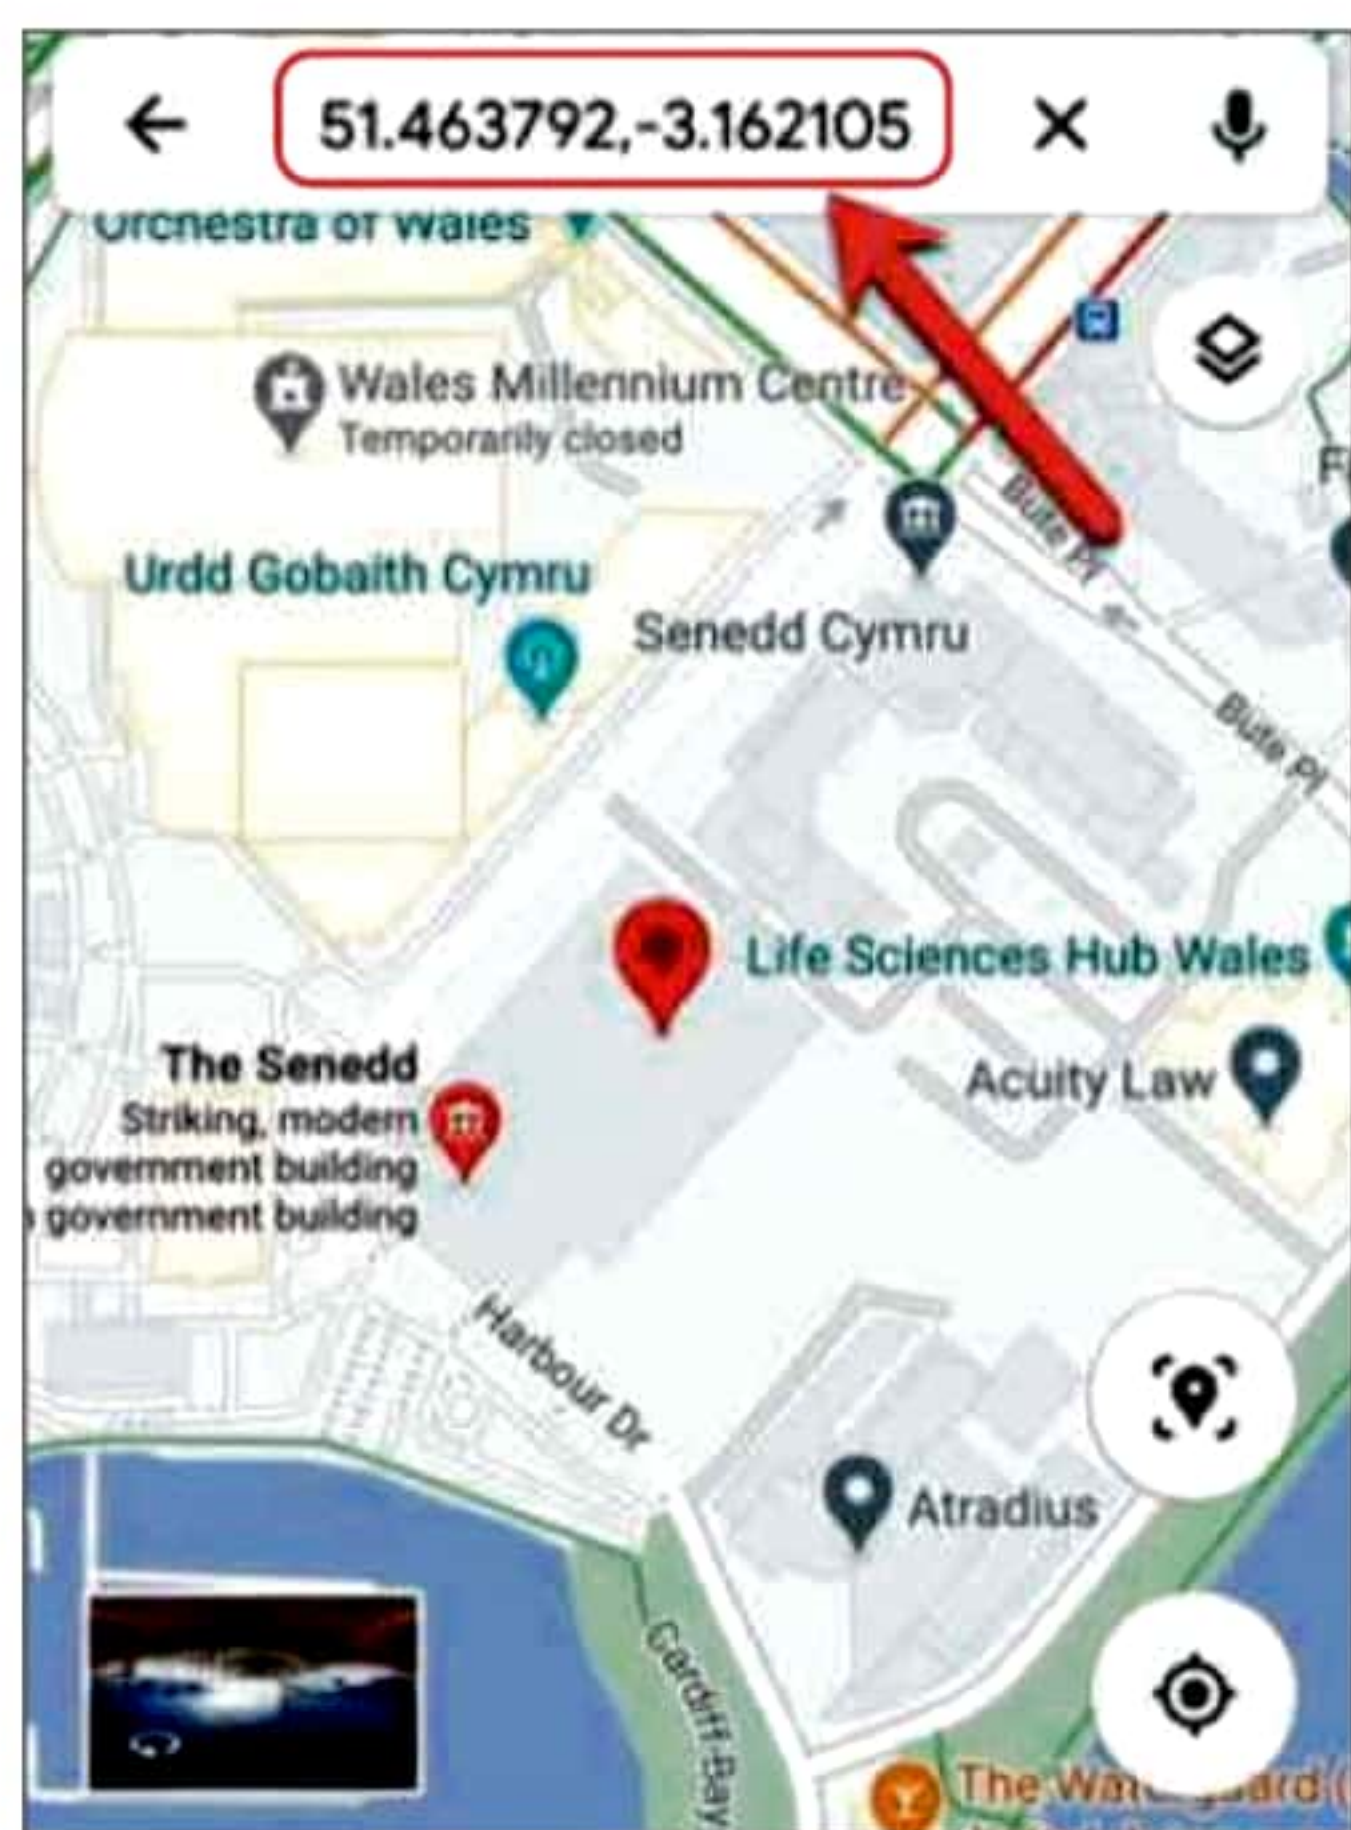 51.463792,-3.162105
Orchestra of Wales
Wales Millennium Centre
Temporarily closed
Bute Pl
Urdd Gobaith Cymru
Senedd Cymru
Bute Pl
Life Sciences Hub Wales
The Senedd
Striking, modern
government building
government building
Acuity Law
Harbour Dr
Atradius
Cardiff Bay
The